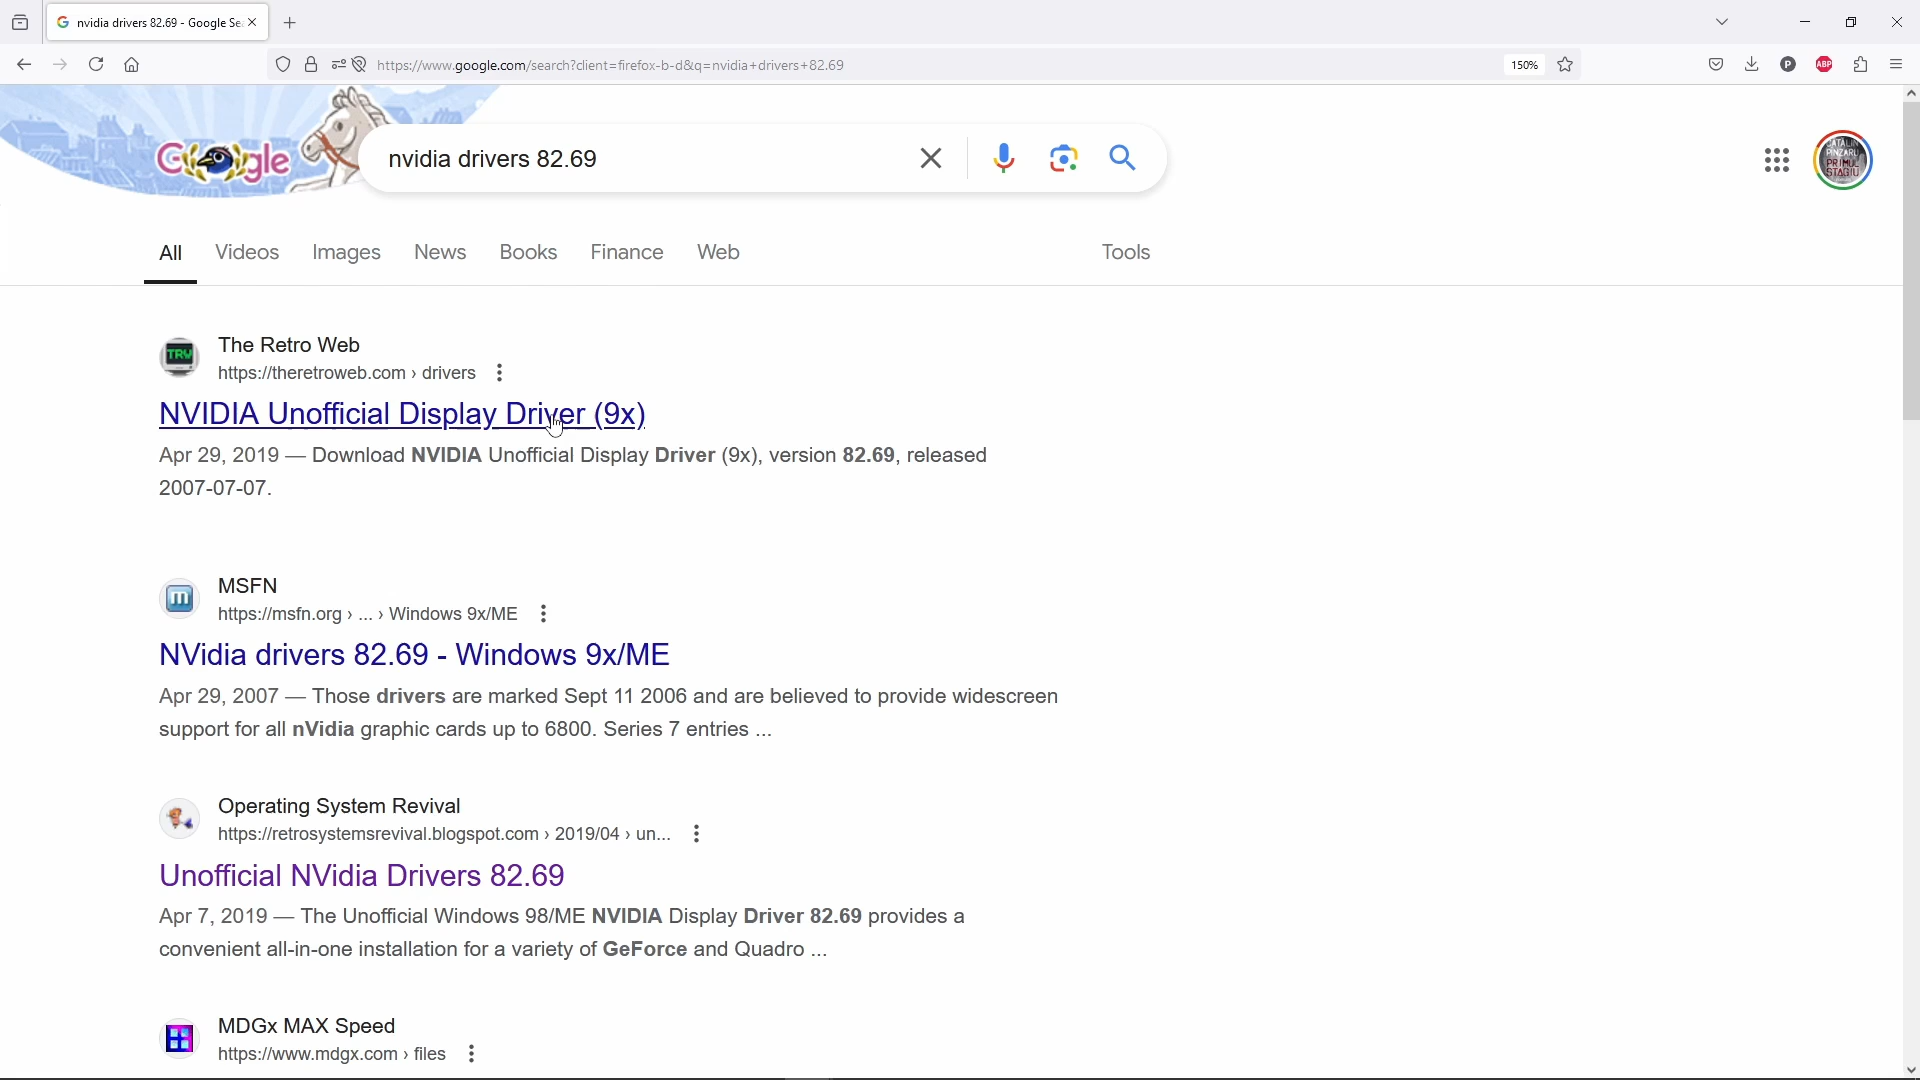 nvidia drivers 82.69 - Google Se
https://www.google.com/search?client=firefox-b-d&q=nvidia+drivers+82.69
150%
P
ABP
Google
nvidia drivers 82.69
CATALIN
PINZARU
PRIMUL
STAGIU
All
Videos
Images
News
Books
Finance
Web
Tools
TRW
The Retro Web
https://theretroweb.com › drivers
NVIDIA Unofficial Display Driver (9x)
Apr 29, 2019 — Download NVIDIA Unofficial Display Driver (9x), version 82.69, released
2007-07-07.
m
MSFN
https://msfn.org › ... › Windows 9x/ME
NVidia drivers 82.69 - Windows 9x/ME
Apr 29, 2007 — Those drivers are marked Sept 11 2006 and are believed to provide widescreen
support for all nVidia graphic cards up to 6800. Series 7 entries ...
Operating System Revival
https://retrosystemsrevival.blogspot.com › 2019/04 › un...
Unofficial NVidia Drivers 82.69
Apr 7, 2019 — The Unofficial Windows 98/ME NVIDIA Display Driver 82.69 provides a
convenient all-in-one installation for a variety of GeForce and Quadro ...
MDGx MAX Speed
https://www.mdgx.com › files